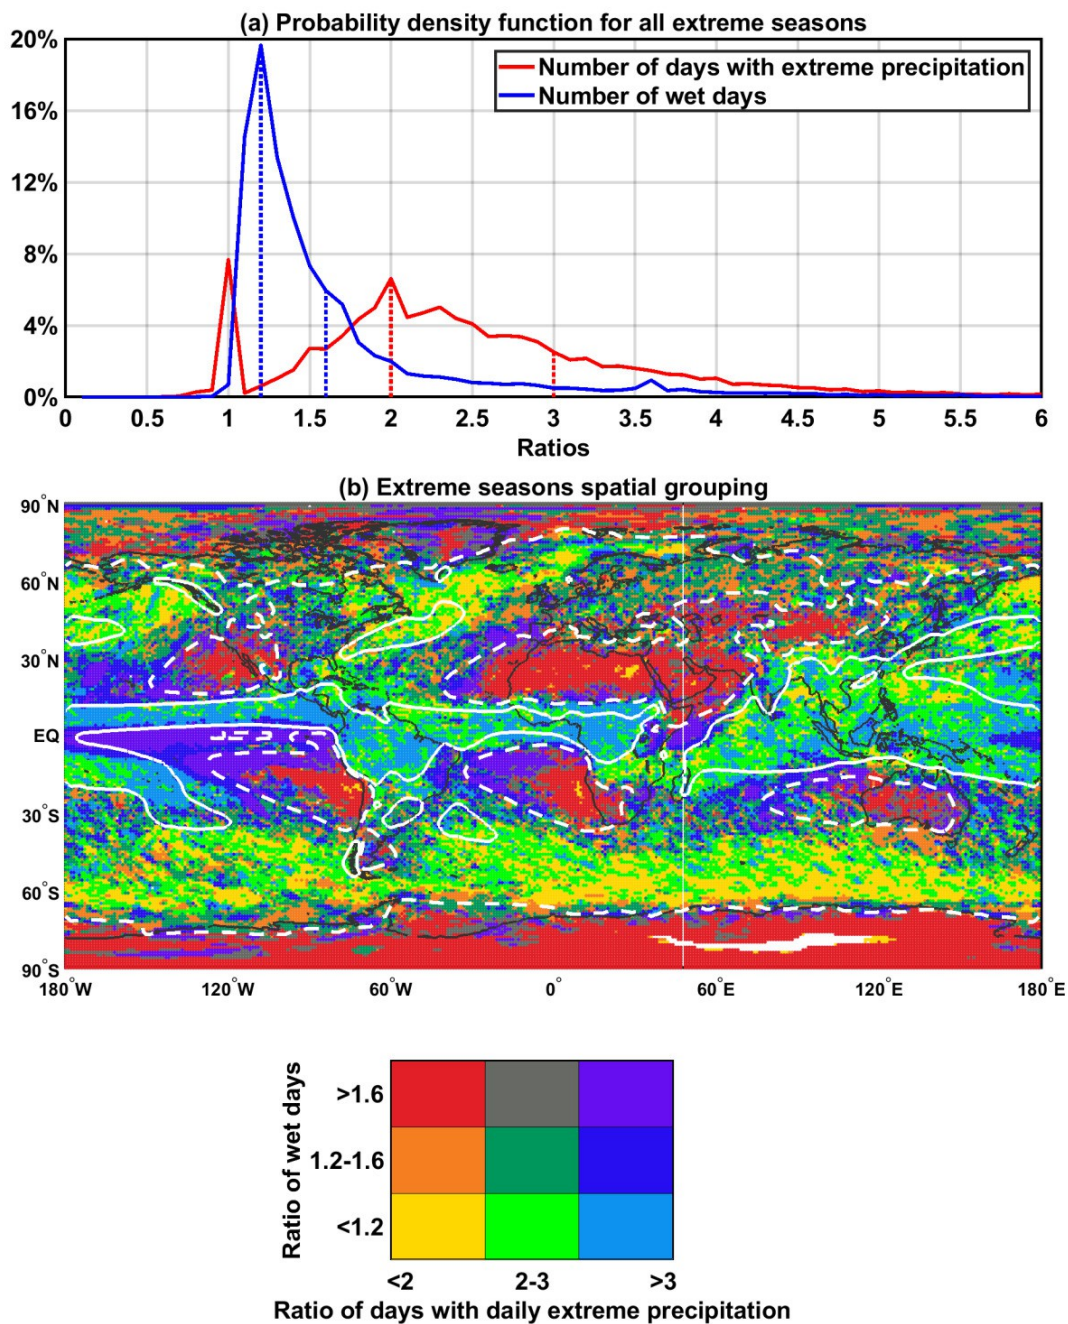 (a) Probability density function for all extreme seasons
20%
16%
12%
8%
4%
0%
Number of days with extreme precipitation
Number of wet days
0 0.5 1 1.5 2 2.5 3 3.5 4 4.5 5 5.5 6
Ratios
(b) Extreme seasons spatial grouping
90°N
60°N
30°N
EQ
30°S
60°S
90°S
180°W 120°W 60°W 0° 60°E 120°E 180°E
Ratio of wet days
>1.6
1.2-1.6
<1.2
<2 2-3 >3
Ratio of days with daily extreme precipitation